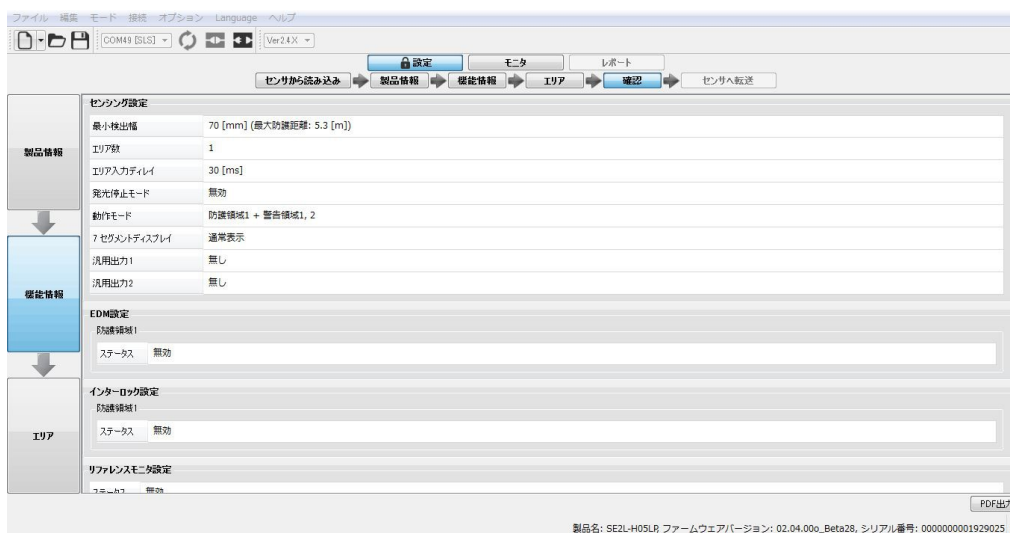 ファイル 編集 モード 接続 オプション Language ヘルプ
COM49 [SLS] Ver2.4.X
設定 モニタ レポート
センサから読み込み 製品情報 機能情報 エリア 確認 センサへ転送
製品情報
機能情報
エリア
センシング設定
最小検出幅 70 [mm] (最大防護距離: 5.3 [m])
エリア数 1
エリア入力ディレイ 30 [ms]
発光停止モード 無効
動作モード 防護領域1 + 警告領域1, 2
7 セグメントディスプレイ 通常表示
汎用出力1 無し
汎用出力2 無し
EDM設定
防護領域1
ステータス 無効
インターロック設定
防護領域1
ステータス 無効
リファレンスモニタ設定
ステータス 無効
PDF出力
製品名: SE2L-H05LP, ファームウェアバージョン: 02.04.00o_Beta28, シリアル番号: 0000000001929025